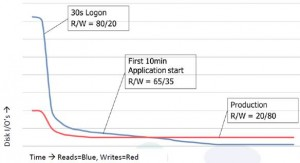 30s Logon
R/W = 80/20
First 10min
Application start
R/W = 65/35
Production
R/W = 20/80
Disk I/O's →
Time → Reads=Blue, Writes=Red